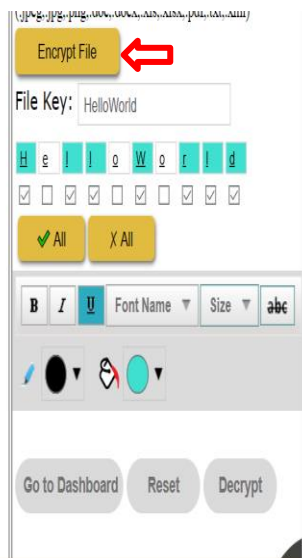 (.jpeg,.jpg,.png,.doc,.docx,.xls,.xlsx,.pdf,.txt,.xml)
Encrypt File
File Key: HelloWorld
H e l l o W o r l d
✔ All X All
B I U Font Name ▼ Size ▼ abc
Go to Dashboard Reset Decrypt